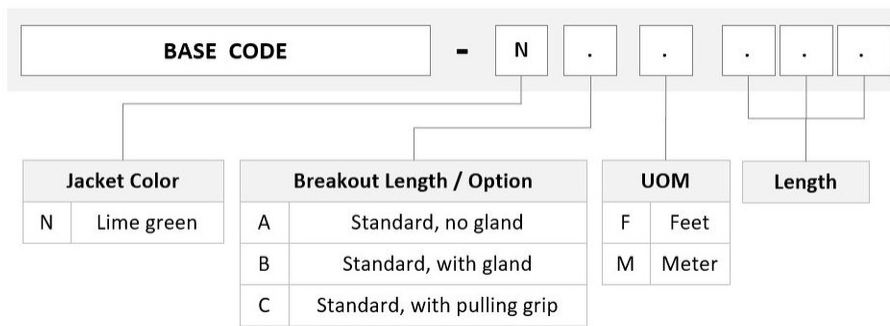 BASE CODE - N . . . . .
Jacket Color
N Lime green
Breakout Length / Option
A Standard, no gland
B Standard, with gland
C Standard, with pulling grip
UOM
F Feet
M Meter
Length